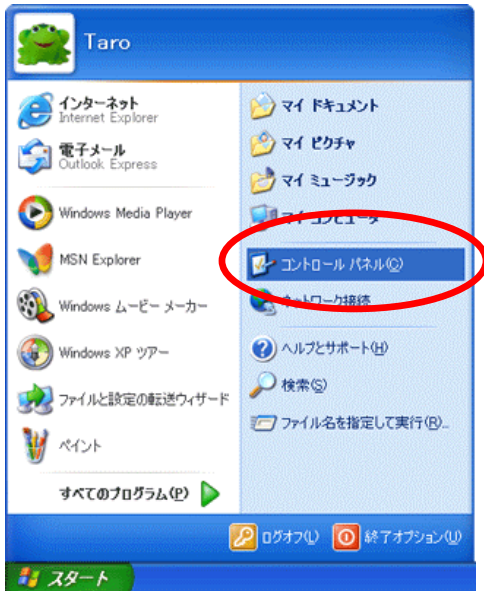 Taro
インターネット
Internet Explorer
電子メール
Outlook Express
Windows Media Player
MSN Explorer
Windows ムービー メーカー
Windows XP ツアー
ファイルと設定の転送ウィザード
ペイント
すべてのプログラム(P)
マイ ドキュメント
マイ ピクチャ
マイ ミュージック
マイ コンピュータ
コントロール パネル(C)
ネットワーク接続
ヘルプとサポート(H)
検索(S)
ファイル名を指定して実行(R)...
ログオフ(L)
終了オプション(U)
スタート